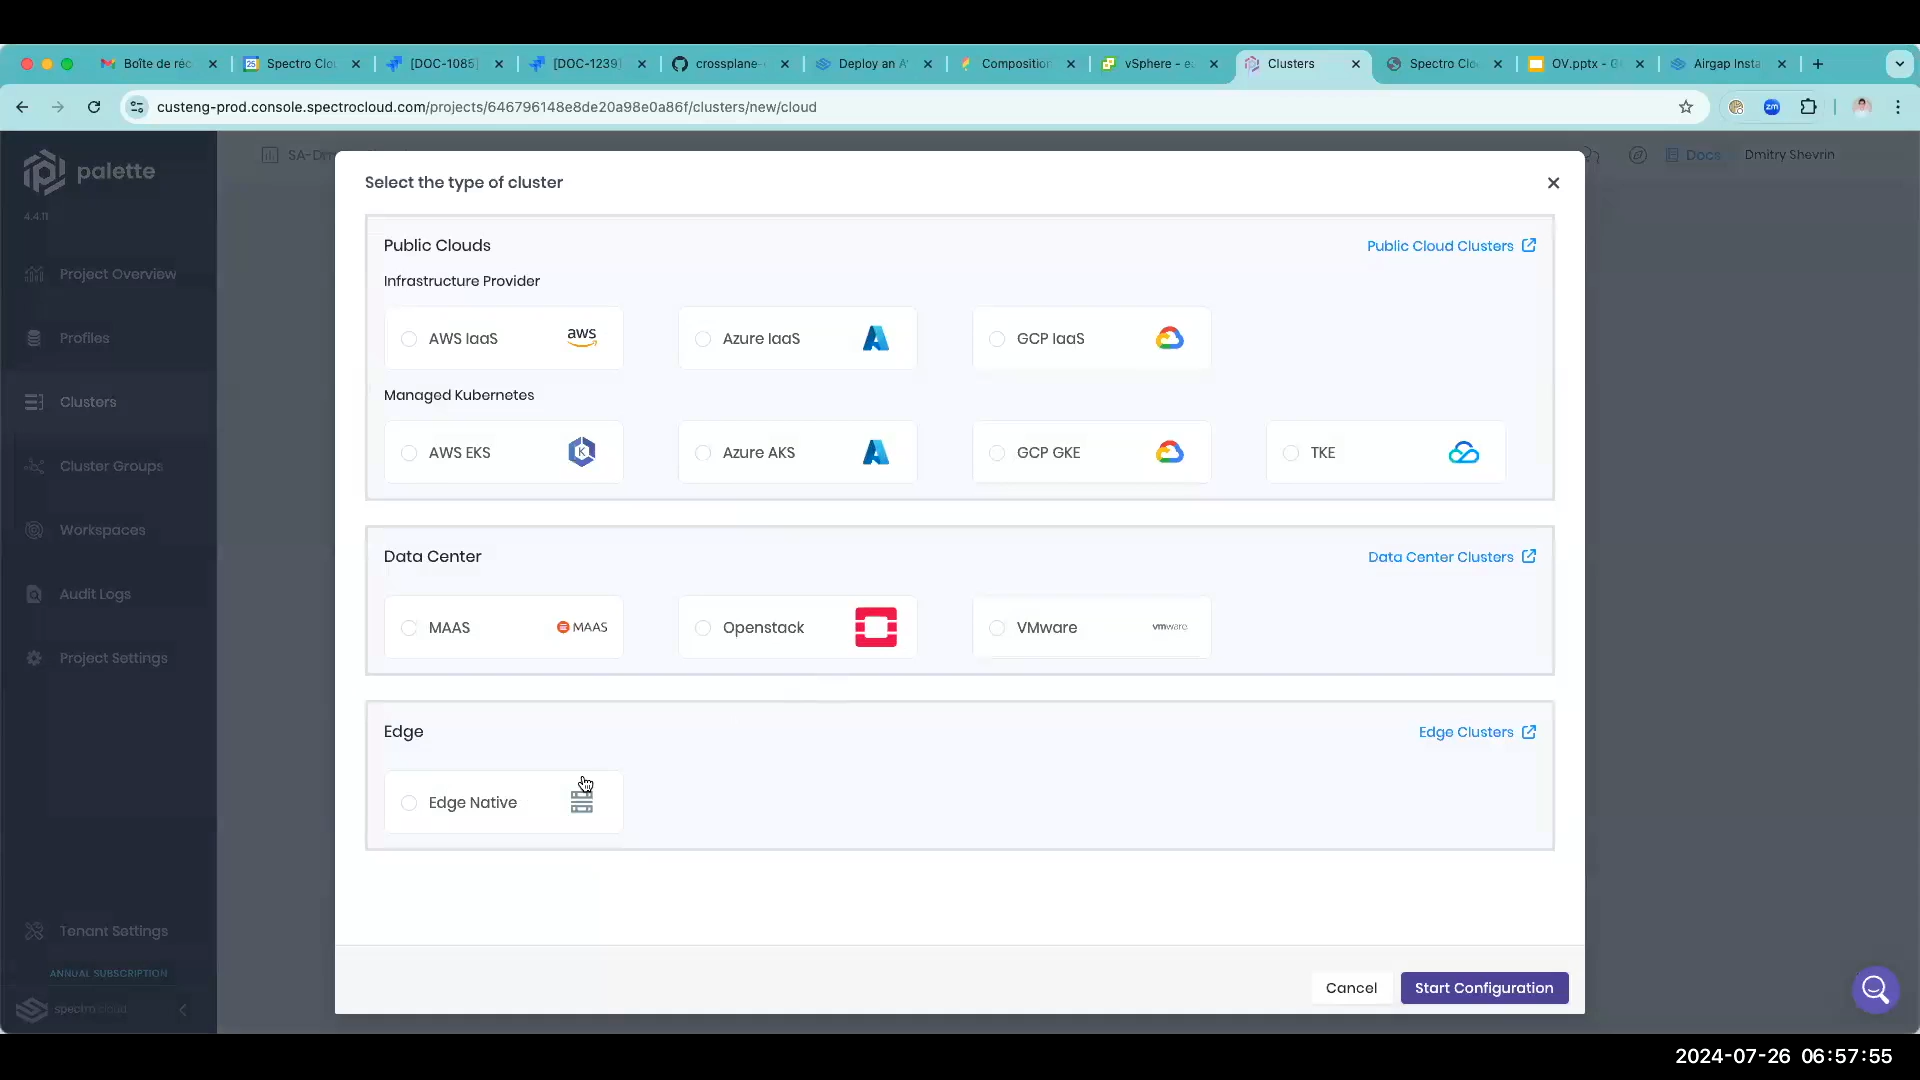 Boîte de réc
Spectro Clou
[DOC-1085]
[DOC-1239]
crossplane-
Deploy an A
Composition
vSphere - e
Clusters
Spectro Clo
OV.pptx - G
Airgap Insta
custeng-prod.console.spectrocloud.com/projects/646796148e8de20a98e0a86f/clusters/new/cloud
zm
palette
4.4.11
SA-Dm
Docs
Dmitry Shevrin
Project Overview
Profiles
Clusters
Cluster Groups
Workspaces
Audit Logs
Project Settings
Tenant Settings
ANNUAL SUBSCRIPTION
spectro cloud
Select the type of cluster
Public Clouds
Public Cloud Clusters
Infrastructure Provider
AWS IaaS
aws
Azure IaaS
GCP IaaS
Managed Kubernetes
AWS EKS
K
Azure AKS
GCP GKE
TKE
Data Center
Data Center Clusters
MAAS
MAAS
Openstack
VMware
vmware
Edge
Edge Clusters
Edge Native
Cancel
Start Configuration
2024-07-26 06:57:55